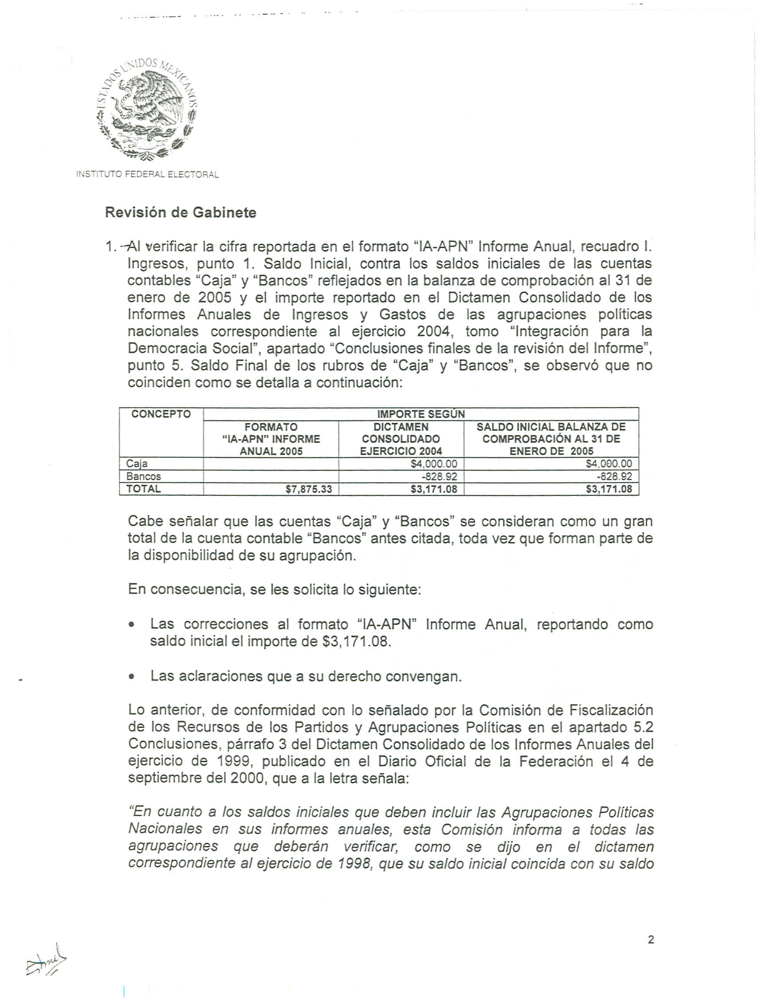 ESTADOS UNIDOS MEXICANOS
INSTITUTO FEDERAL ELECTORAL
Revisión de Gabinete
1. Al verificar la cifra reportada en el formato “IA-APN” Informe Anual, recuadro I.
Ingresos, punto 1. Saldo Inicial, contra los saldos iniciales de las cuentas
contables “Caja” y “Bancos” reflejados en la balanza de comprobación al 31 de
enero de 2005 y el importe reportado en el Dictamen Consolidado de los
Informes Anuales de Ingresos y Gastos de las agrupaciones políticas
nacionales correspondiente al ejercicio 2004, tomo “Integración para la
Democracia Social”, apartado “Conclusiones finales de la revisión del Informe”,
punto 5. Saldo Final de los rubros de “Caja” y “Bancos”, se observó que no
coinciden como se detalla a continuación:
CONCEPTO IMPORTE SEGÚN
FORMATO DICTAMEN SALDO INICIAL BALANZA DE
“IA-APN” INFORME CONSOLIDADO COMPROBACIÓN AL 31 DE
ANUAL 2005 EJERCICIO 2004 ENERO DE 2005
Caja $4,000.00 $4,000.00
Bancos -828.92 -828.92
TOTAL $7,875.33 $3,171.08 $3,171.08
Cabe señalar que las cuentas “Caja” y “Bancos” se consideran como un gran
total de la cuenta contable “Bancos” antes citada, toda vez que forman parte de
la disponibilidad de su agrupación.
En consecuencia, se les solicita lo siguiente:
• Las correcciones al formato “IA-APN” Informe Anual, reportando como
saldo inicial el importe de $3,171.08.
• Las aclaraciones que a su derecho convengan.
Lo anterior, de conformidad con lo señalado por la Comisión de Fiscalización
de los Recursos de los Partidos y Agrupaciones Políticas en el apartado 5.2
Conclusiones, párrafo 3 del Dictamen Consolidado de los Informes Anuales del
ejercicio de 1999, publicado en el Diario Oficial de la Federación el 4 de
septiembre del 2000, que a la letra señala:
“En cuanto a los saldos iniciales que deben incluir las Agrupaciones Políticas
Nacionales en sus informes anuales, esta Comisión informa a todas las
agrupaciones que deberán verificar, como se dijo en el dictamen
correspondiente al ejercicio de 1998, que su saldo inicial coincida con su saldo
2